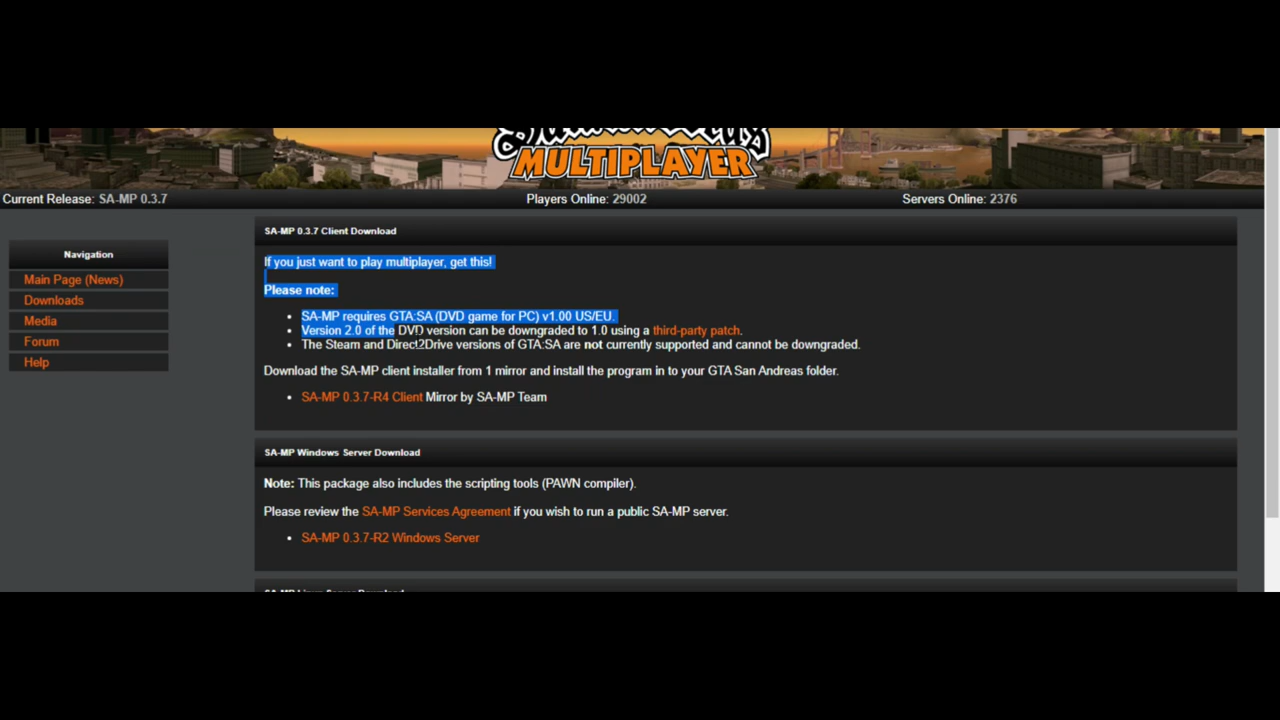 MULTIPLAYER
Current Release: SA-MP 0.3.7 Players Online: 29002 Servers Online: 2376
Navigation
Main Page (News)
Downloads
Media
Forum
Help
SA-MP 0.3.7 Client Download
If you just want to play multiplayer, get this!
Please note:
SA-MP requires GTA:SA (DVD game for PC) v1.00 US/EU.
Version 2.0 of the DVD version can be downgraded to 1.0 using a third-party patch.
The Steam and Direct2Drive versions of GTA:SA are not currently supported and cannot be downgraded.
Download the SA-MP client installer from 1 mirror and install the program in to your GTA San Andreas folder.
SA-MP 0.3.7-R4 Client Mirror by SA-MP Team
SA-MP Windows Server Download
Note: This package also includes the scripting tools (PAWN compiler).
Please review the SA-MP Services Agreement if you wish to run a public SA-MP server.
SA-MP 0.3.7-R2 Windows Server
SA-MP Linux Server Download